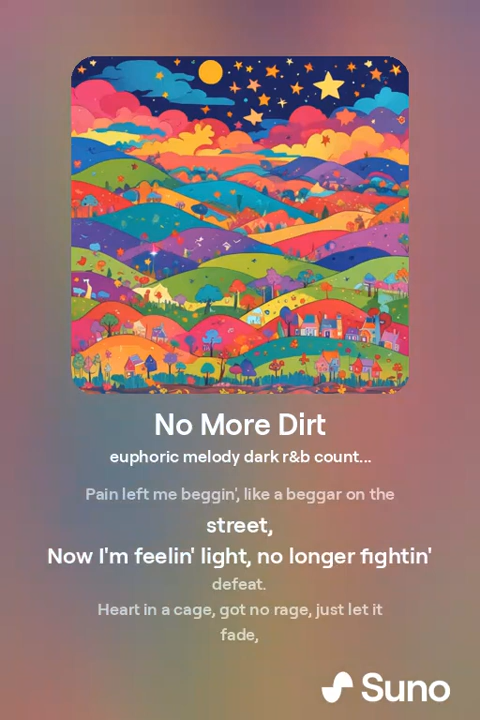 No More Dirt
euphoric melody dark r&b count...
Pain left me beggin', like a beggar on the
street,
Now I'm feelin' light, no longer fightin'
defeat.
Heart in a cage, got no rage, just let it
fade,
Suno